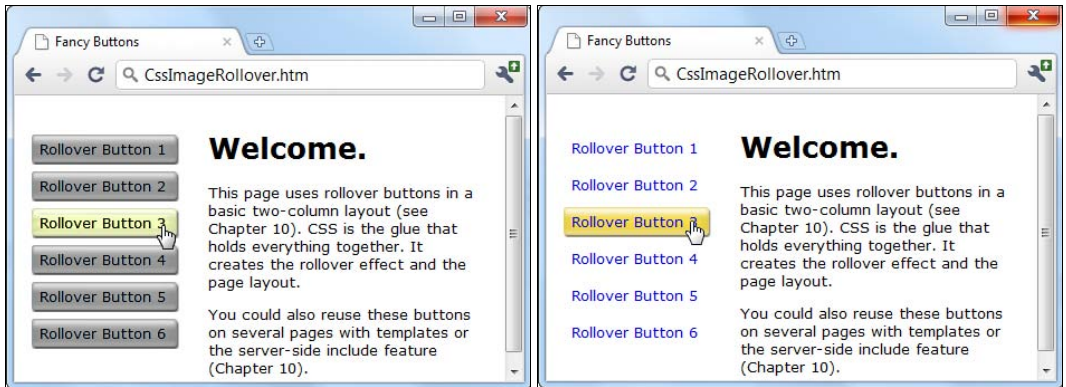 Fancy Buttons
CssImageRollover.htm
Rollover Button 1
Rollover Button 2
Rollover Button 3
Rollover Button 4
Rollover Button 5
Rollover Button 6
Welcome.
This page uses rollover buttons in a
basic two-column layout (see
Chapter 10). CSS is the glue that
holds everything together. It
creates the rollover effect and the
page layout.
You could also reuse these buttons
on several pages with templates or
the server-side include feature
(Chapter 10).
Fancy Buttons
CssImageRollover.htm
Rollover Button 1
Rollover Button 2
Rollover Button 3
Rollover Button 4
Rollover Button 5
Rollover Button 6
Welcome.
This page uses rollover buttons in a
basic two-column layout (see
Chapter 10). CSS is the glue that
holds everything together. It
creates the rollover effect and the
page layout.
You could also reuse these buttons
on several pages with templates or
the server-side include feature
(Chapter 10).